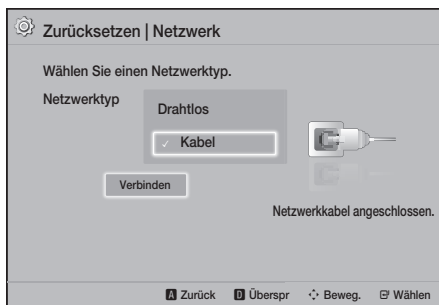 Zurücksetzen | Netzwerk
Wählen Sie einen Netzwerktyp.
Netzwerktyp
Drahtlos
✓ Kabel
Verbinden
Netzwerkkabel angeschlossen.
A Zurück D Überspr Beweg. Wählen